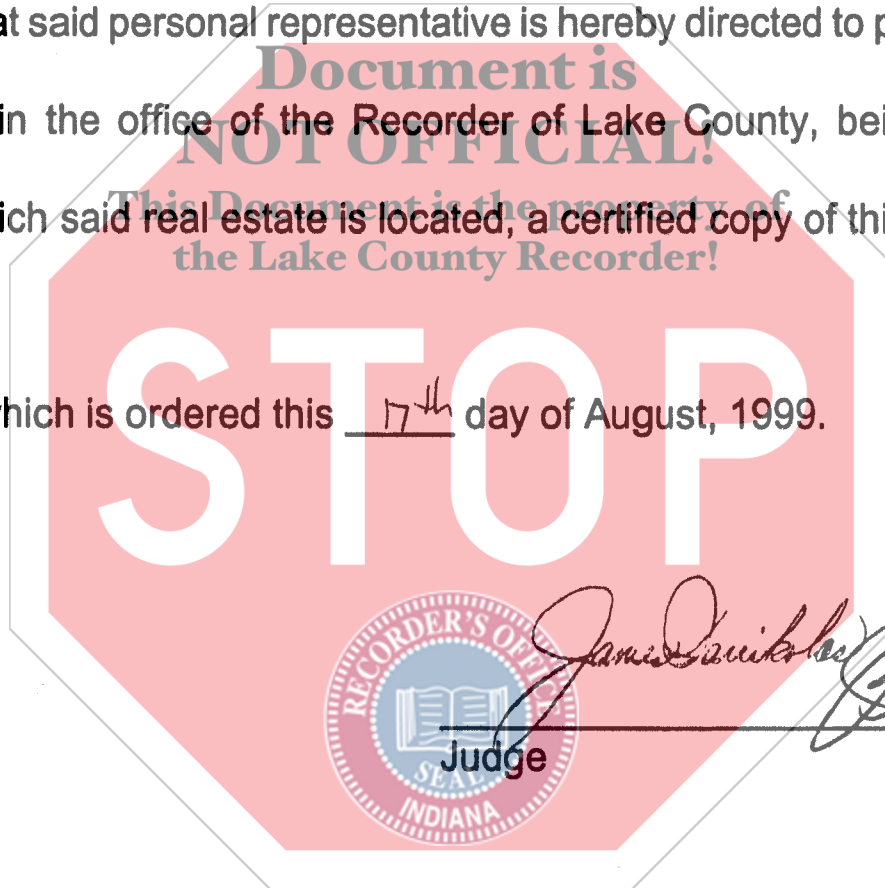 at said personal representative is hereby directed to p
Document is
in the office of the Recorder of Lake County, bei
NOT OFFICIAL!
This Document is the property of
ich said real estate is located, a certified copy of thi
the Lake County Recorder!
STOP
hich is ordered this 17th day of August, 1999.
RECORDER'S OFFICE
James Danikolas
Judge
SEAL
INDIANA